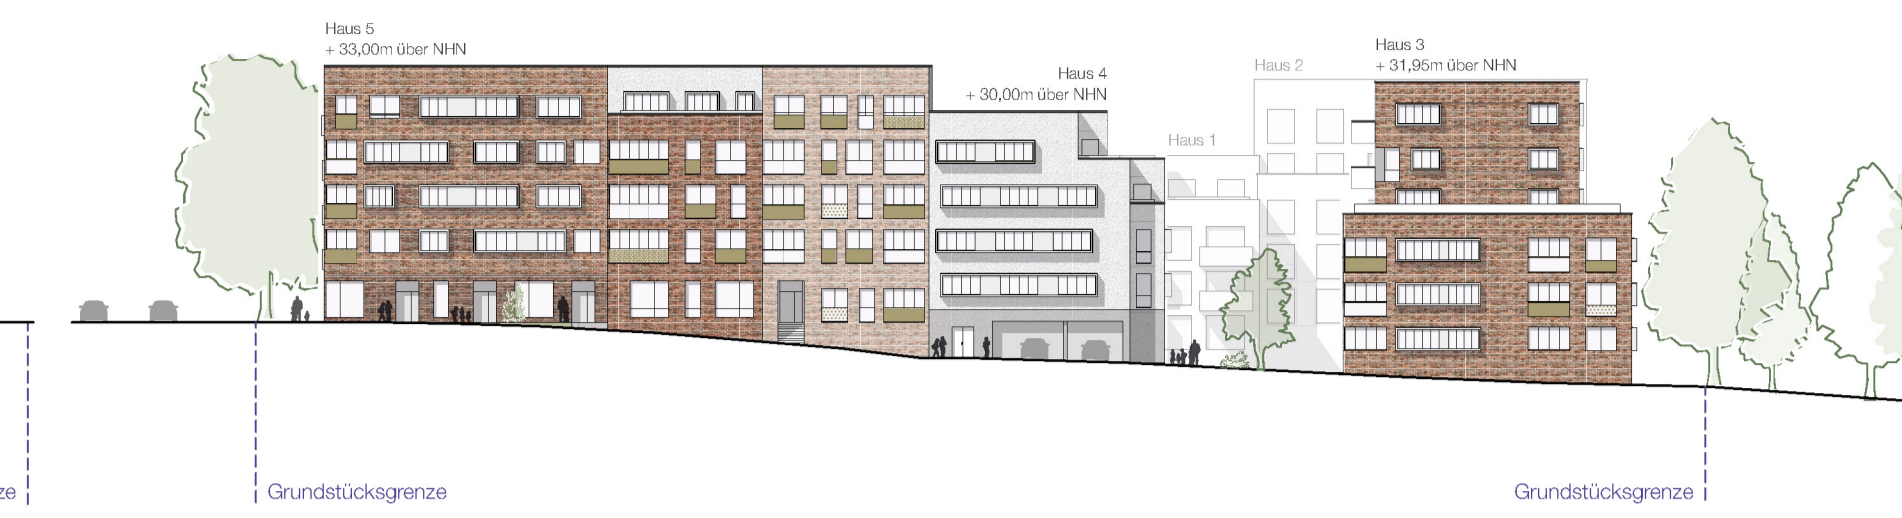 Haus 5
+ 33,00m über NHN
Haus 4
+ 30,00m über NHN
Haus 1
Haus 2
Haus 3
+ 31,95m über NHN
ze
Grundstücksgrenze
Grundstücksgrenze